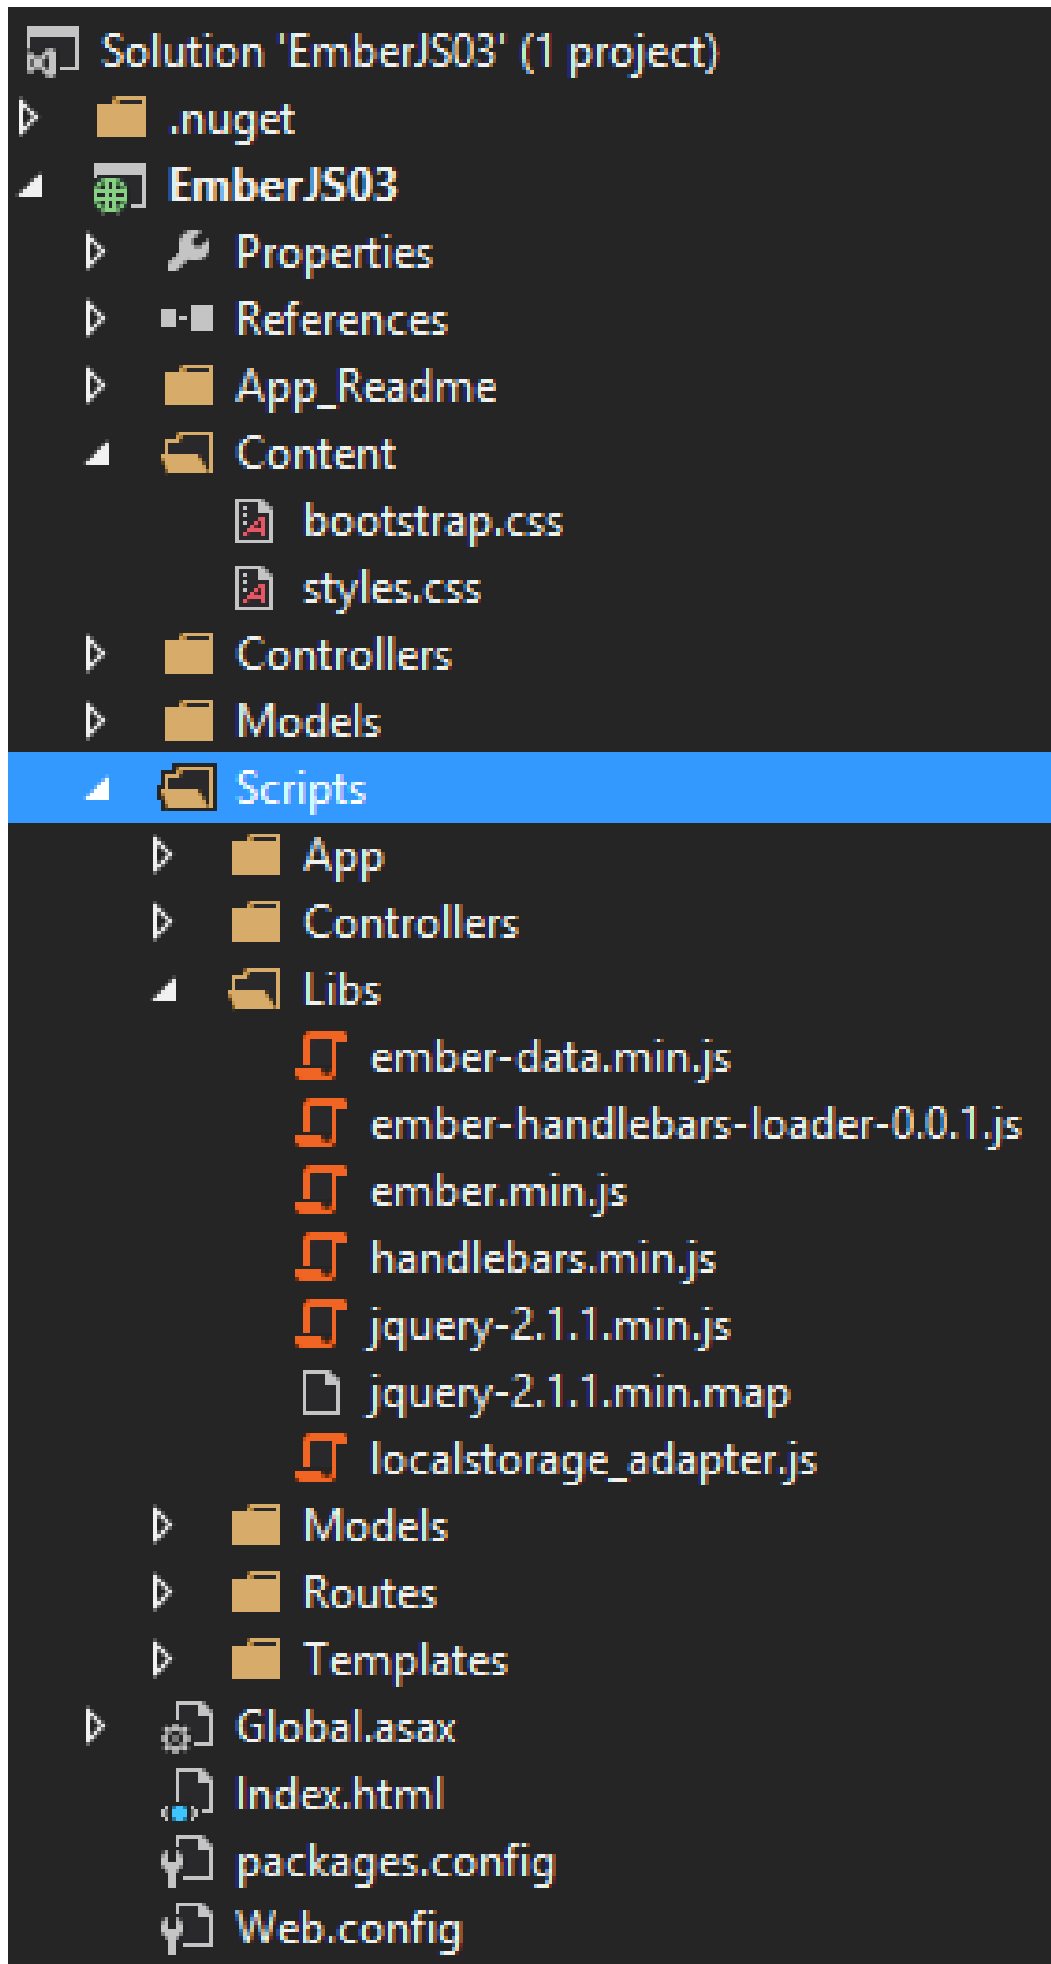 Solution 'EmberJS03' (1 project)
.nuget
EmberJS03
Properties
References
App_Readme
Content
bootstrap.css
styles.css
Controllers
Models
Scripts
App
Controllers
Libs
ember-data.min.js
ember-handlebars-loader-0.0.1.js
ember.min.js
handlebars.min.js
jquery-2.1.1.min.js
jquery-2.1.1.min.map
localstorage_adapter.js
Models
Routes
Templates
Global.asax
Index.html
packages.config
Web.config